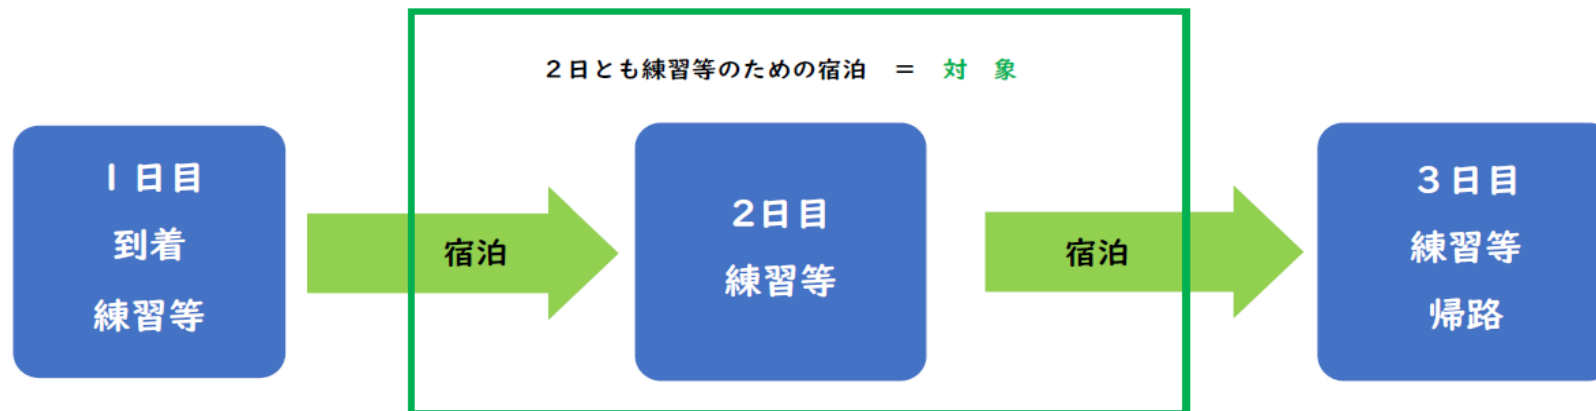 ２日とも練習等のための宿泊　＝　対　象
１日目
到着
練習等
宿泊
２日目
練習等
宿泊
３日目
練習等
帰路